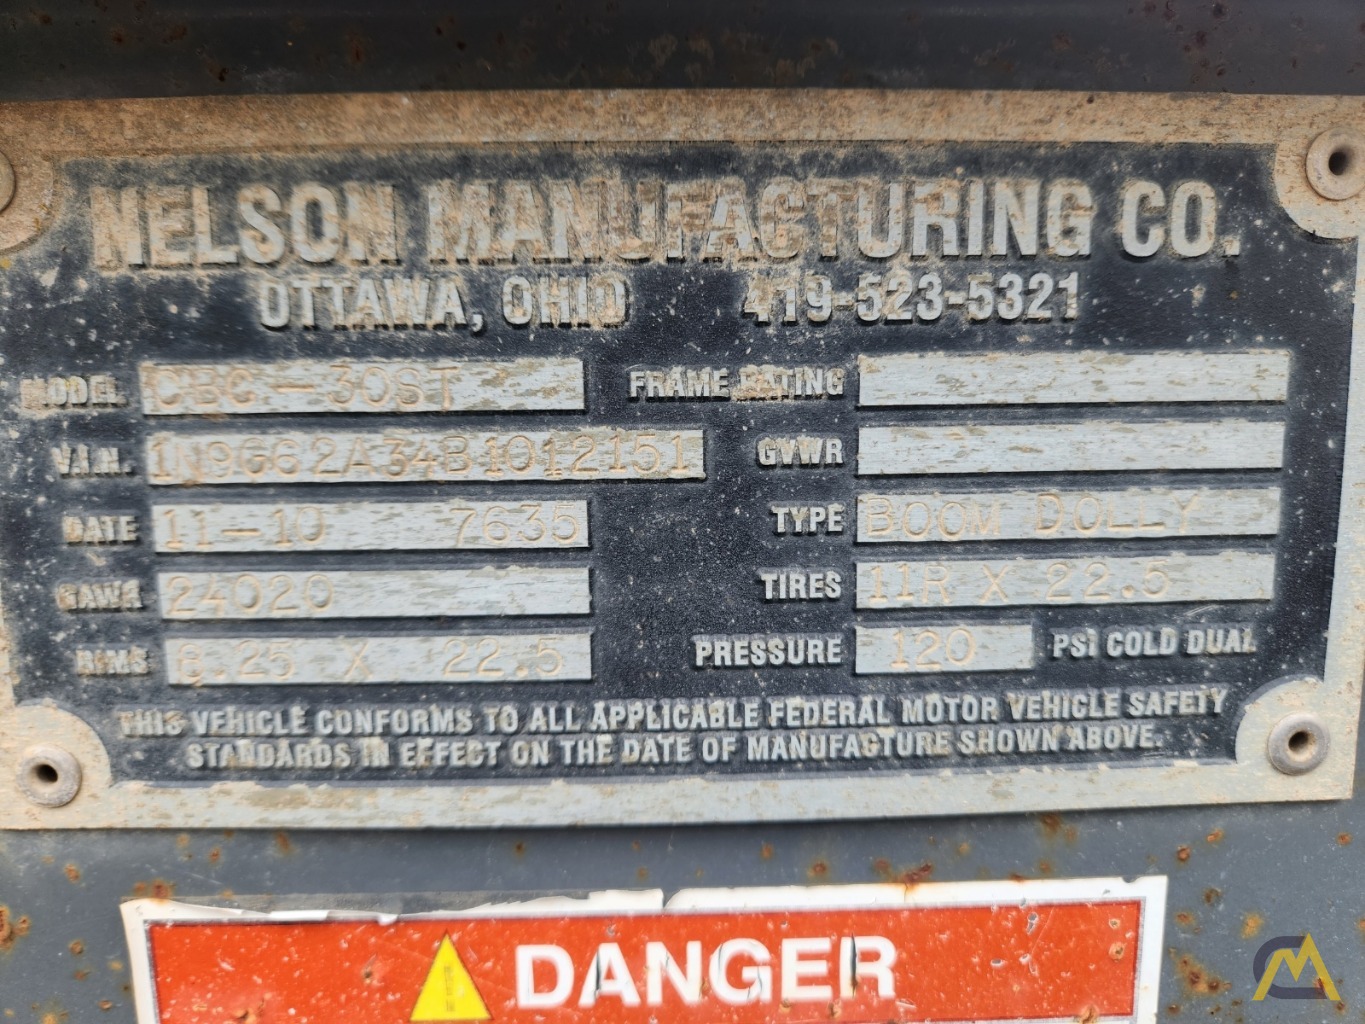 NELSON MANUFACTURING CO.
OTTAWA, OHIO 419-523-5321
MODEL CBC-30ST FRAME RATING
V.I.N. 1N9G62A34B1012151 GVWR
DATE 11-10 7635 TYPE BOOM DOLLY
GAWR 24020 TIRES 11R X 22.5
RIMS 8.25 X 22.5 PRESSURE 120 PSI COLD DUAL
THIS VEHICLE CONFORMS TO ALL APPLICABLE FEDERAL MOTOR VEHICLE SAFETY
STANDARDS IN EFFECT ON THE DATE OF MANUFACTURE SHOWN ABOVE.
DANGER
CM